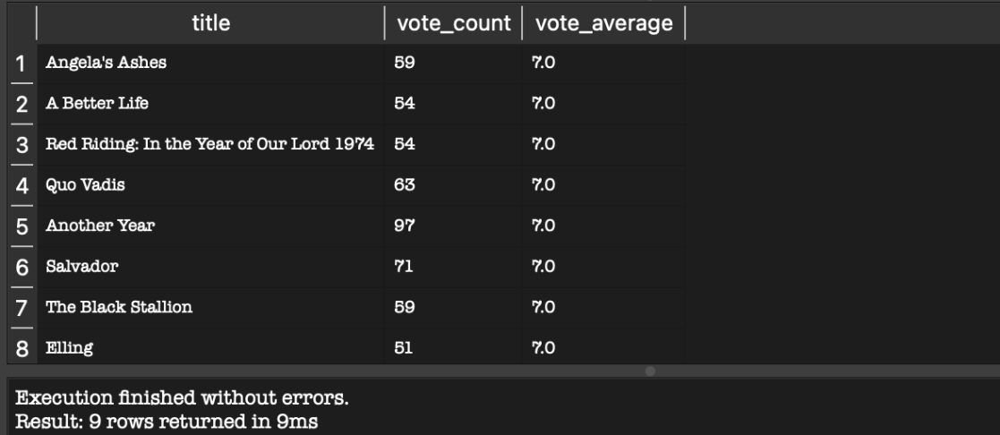 title vote_count vote_average
1 Angela's Ashes 59 7.0
2 A Better Life 54 7.0
3 Red Riding: In the Year of Our Lord 1974 54 7.0
4 Quo Vadis 63 7.0
5 Another Year 97 7.0
6 Salvador 71 7.0
7 The Black Stallion 59 7.0
8 Elling 51 7.0
Execution finished without errors.
Result: 9 rows returned in 9ms